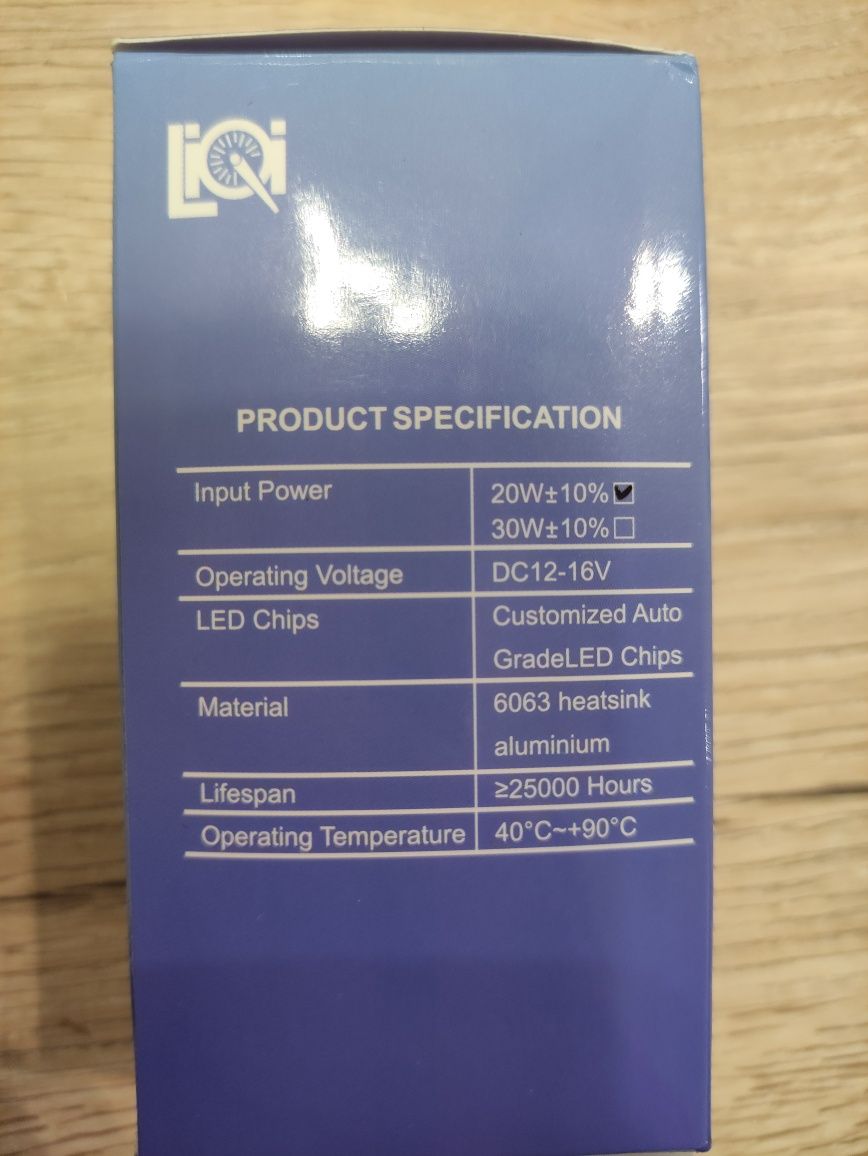 LiQi
PRODUCT SPECIFICATION
Input Power
20W±10% ☑
30W±10% ☐
Operating Voltage
DC12-16V
LED Chips
Customized Auto
GradeLED Chips
Material
6063 heatsink
aluminium
Lifespan
≥25000 Hours
Operating Temperature
40°C~+90°C